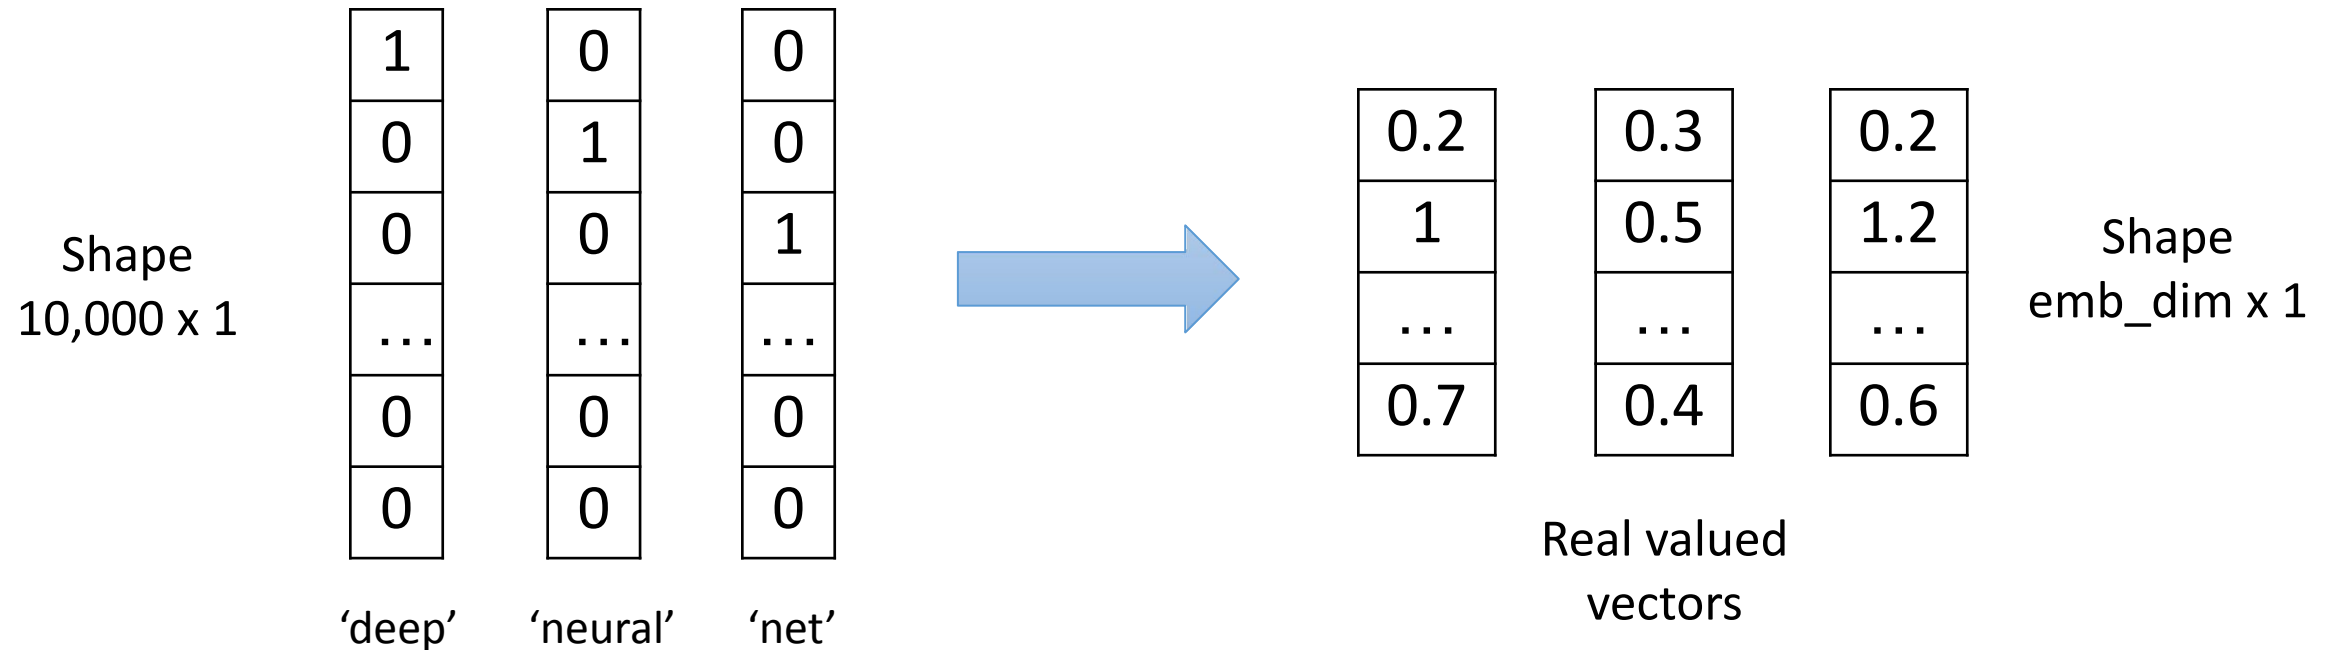 1 0 0
0 1 0 0.2 0.3 0.2
0 0 1 1 0.5 1.2
Shape
10,000 x 1
… … … … … …
Shape
emb_dim x 1
0 0 0 0.7 0.4 0.6
0 0 0
Real valued
vectors
‘deep’ ‘neural’ ‘net’